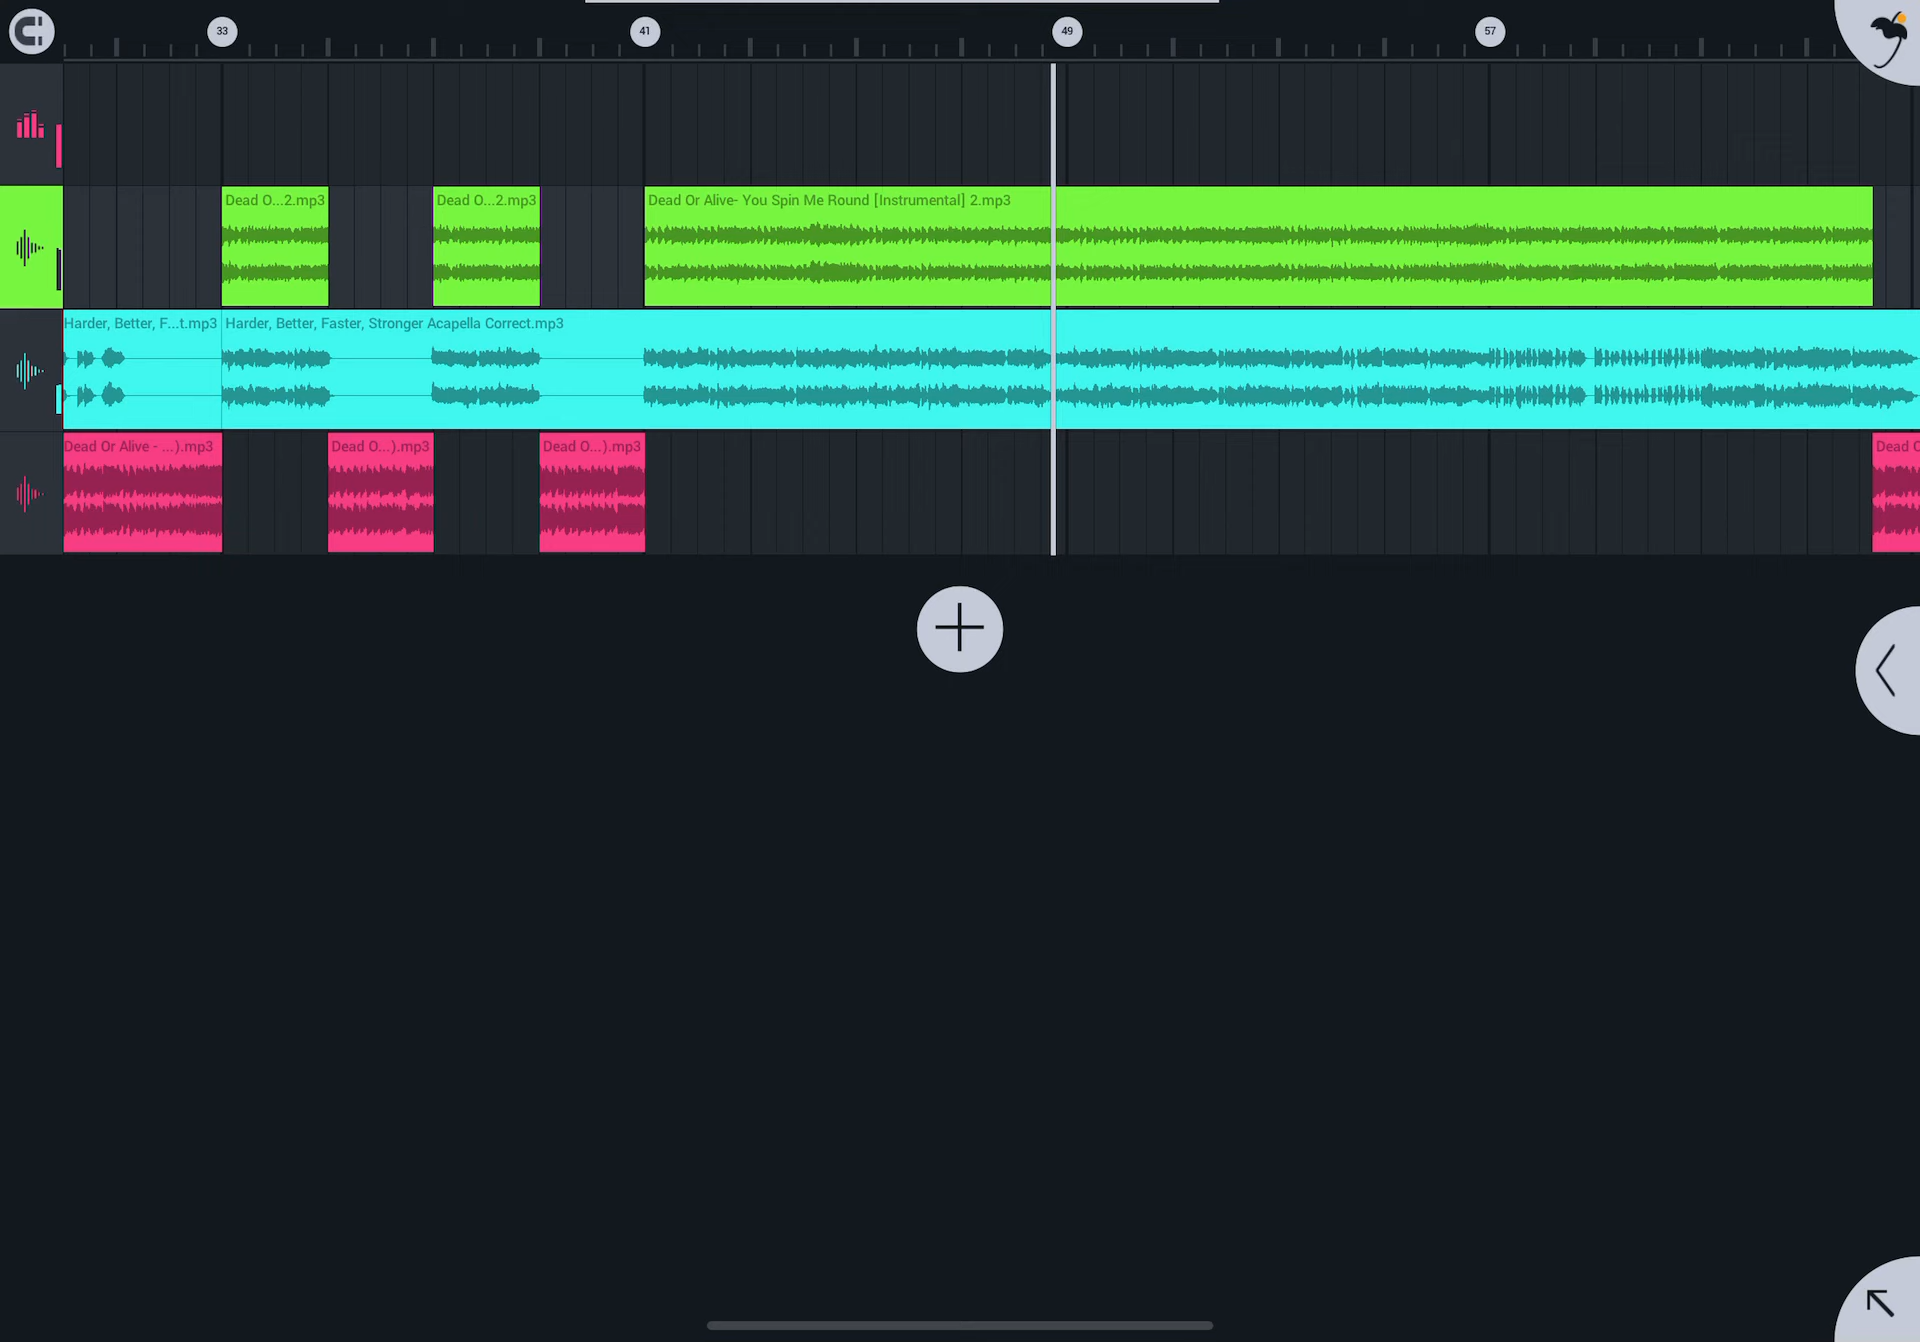 33
41
49
57
Dead O...2.mp3
Dead O...2.mp3
Dead Or Alive- You Spin Me Round [Instrumental] 2.mp3
Harder, Better, F...t.mp3
Harder, Better, Faster, Stronger Acapella Correct.mp3
Dead Or Alive - ...).mp3
Dead O...).mp3
Dead O...).mp3
Dead O